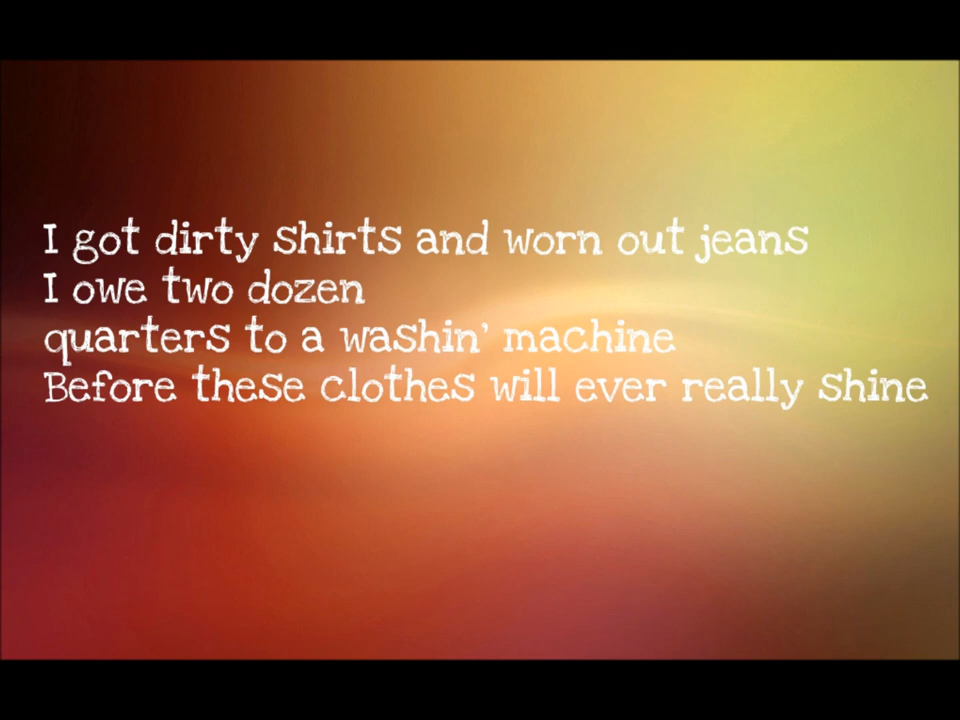 I got dirty shirts and worn out jeans
I owe two dozen
quarters to a washin' machine
Before these clothes will ever really shine